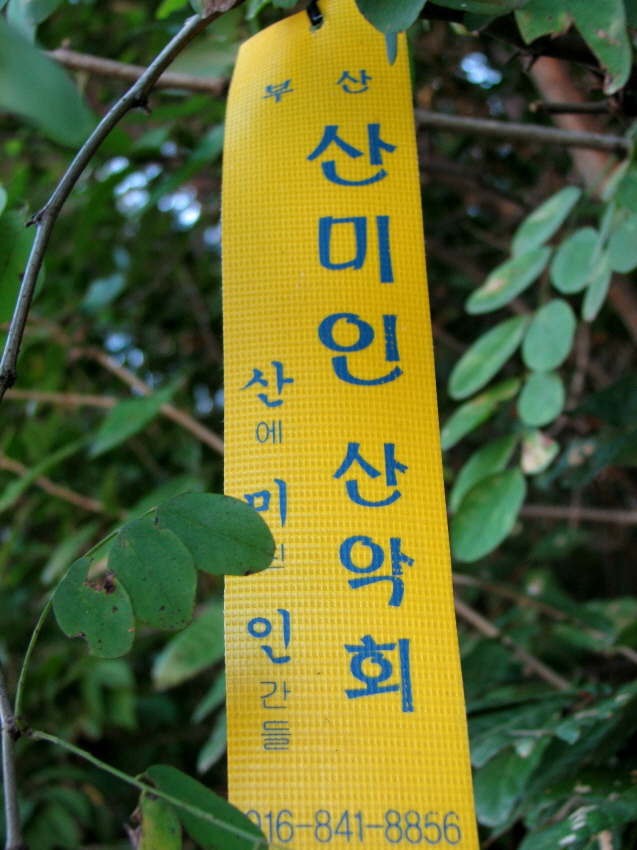 부산
산미인 산악회
산에 미 인간들
016-841-8856